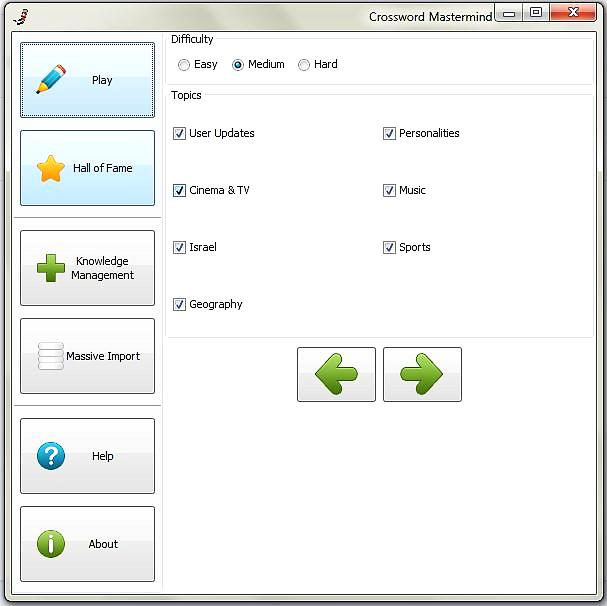 Crossword Mastermind
Play
Hall of Fame
Knowledge
Management
Massive Import
Help
About
Difficulty
Easy
Medium
Hard
Topics
User Updates
Personalities
Cinema & TV
Music
Israel
Sports
Geography